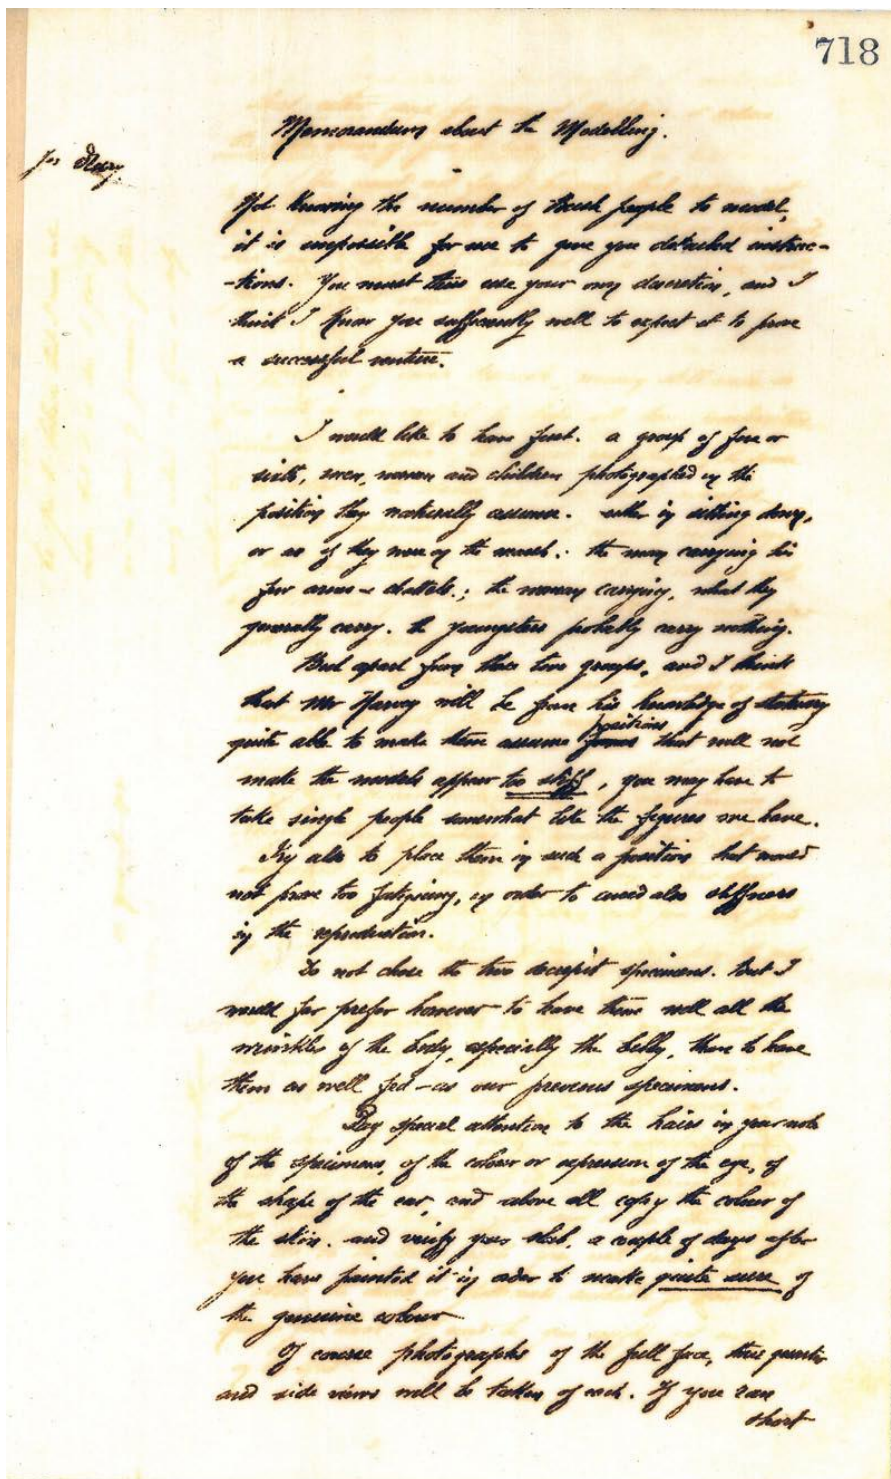 718
Memorandum about the Modelling.
Jas Drury
Not knowing the number of Bush people to model,
it is impossible for me to give you detailed instruc-
-tions. You must thus use your own discretion, and I
think I know you sufficiently well to expect it to prove
a successful venture.
I would like to have first. a group of five or
sixth, men, women and children photographed in the
position they naturally assume. either in sitting down,
or as if they were on the march.: the man carrying his
few arms & chattels.; the woman carrying, what they
generally carry. the youngsters probably carry nothing.
But apart from these two groups, and I think
that Mr will be from his knowledge of statuary
quite able to make them assume forms positions that will not
make the models appear too stiff, you may have to
take single people somewhat like the figures we have.
Try also to place them in such a position that would
not prove too fatiguing, in order to avoid also stiffness
in the reproduction.
Do not chose the two decrepit specimens. But I
would far prefer however to have them well all the
wrinkles of the body, especially the belly, than to have
them as well fed as our previous specimens.
Pay special attention to the hairs in your note
of the specimens, of the colour or expression of the eye, of
the shape of the ear, and above all copy the colour of
the skin. and verify your slab, a couple of days after
you have painted it in order to make quite sure of
the genuine colour
Of course photographs of the full face, three quarter
and side views will be taken of each. If you can
short